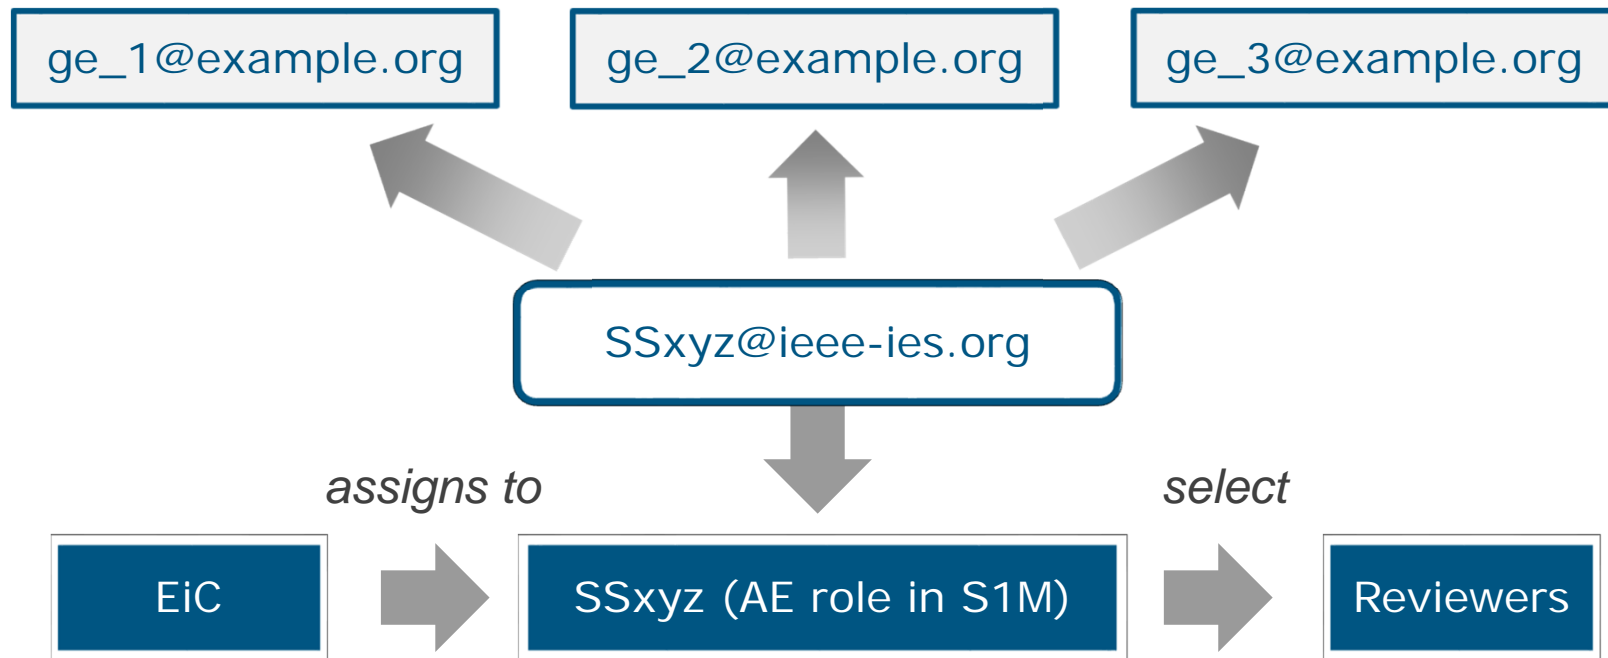 ge_1@example.org
ge_2@example.org
ge_3@example.org
SSxyz@ieee-ies.org
assigns to
select
EiC
SSxyz (AE role in S1M)
Reviewers